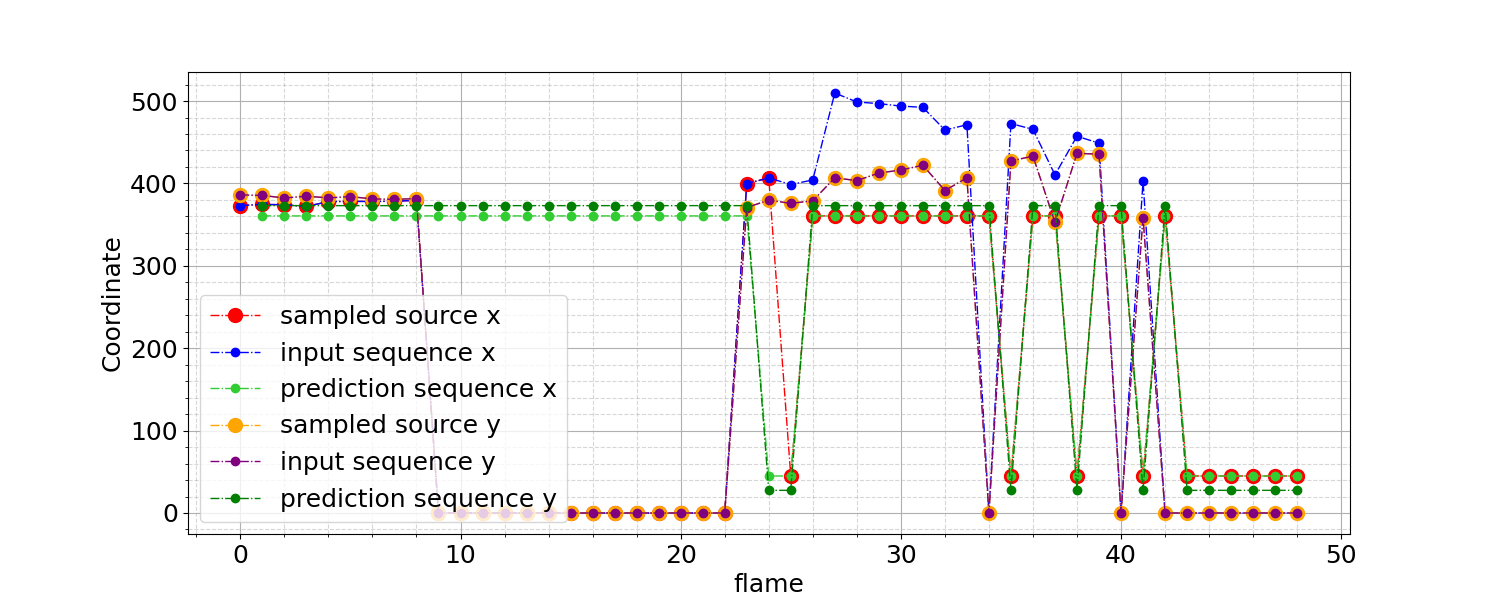 500
400
300
200
100
0
Coordinate
sampled source x
input sequence x
prediction sequence x
sampled source y
input sequence y
prediction sequence y
0 10 20 30 40 50
flame